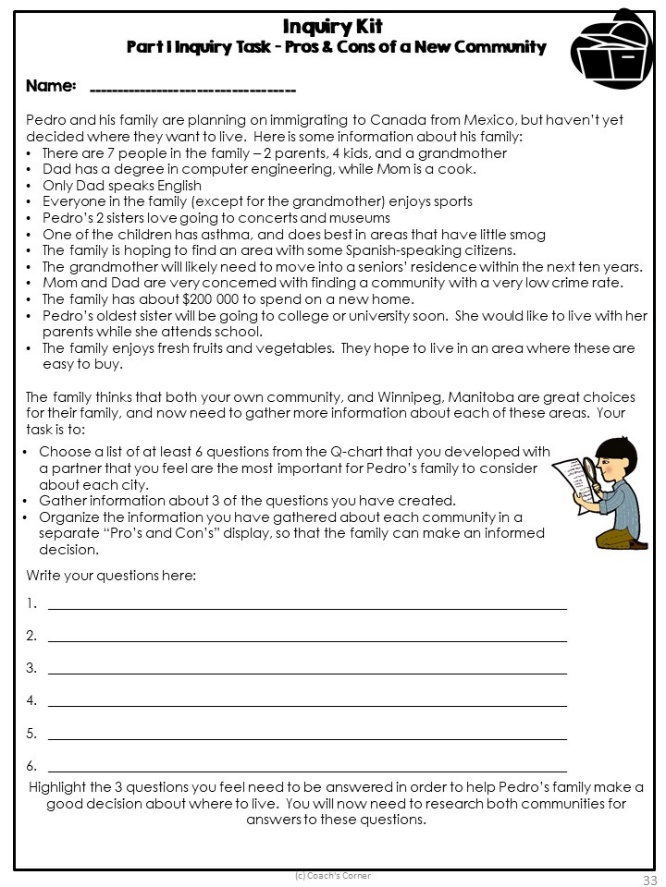 Inquiry Kit
Part 1 Inquiry Task - Pros & Cons of a New Community
Name: ____________________________________
Pedro and his family are planning on immigrating to Canada from Mexico, but haven't yet
decided where they want to live. Here is some information about his family:
• There are 7 people in the family – 2 parents, 4 kids, and a grandmother
• Dad has a degree in computer engineering, while Mom is a cook.
• Only Dad speaks English
• Everyone in the family (except for the grandmother) enjoys sports
• Pedro's 2 sisters love going to concerts and museums
• One of the children has asthma, and does best in areas that have little smog
• The family is hoping to find an area with some Spanish-speaking citizens.
• The grandmother will likely need to move into a seniors' residence within the next ten years.
• Mom and Dad are very concerned with finding a community with a very low crime rate.
• The family has about $200 000 to spend on a new home.
• Pedro's oldest sister will be going to college or university soon. She would like to live with her
parents while she attends school.
• The family enjoys fresh fruits and vegetables. They hope to live in an area where these are
easy to buy.
The family thinks that both your own community, and Winnipeg, Manitoba are great choices
for their family, and now need to gather more information about each of these areas. Your
task is to:
• Choose a list of at least 6 questions from the Q-chart that you developed with
a partner that you feel are the most important for Pedro's family to consider
about each city.
• Gather information about 3 of the questions you have created.
• Organize the information you have gathered about each community in a
separate "Pro's and Con's" display, so that the family can make an informed
decision.
Write your questions here:
1. ____________________________________
2. ____________________________________
3. ____________________________________
4. ____________________________________
5. ____________________________________
6. ____________________________________
Highlight the 3 questions you feel need to be answered in order to help Pedro's family make a
good decision about where to live. You will now need to research both communities for
answers to these questions.
(c) Coach's Corner
33